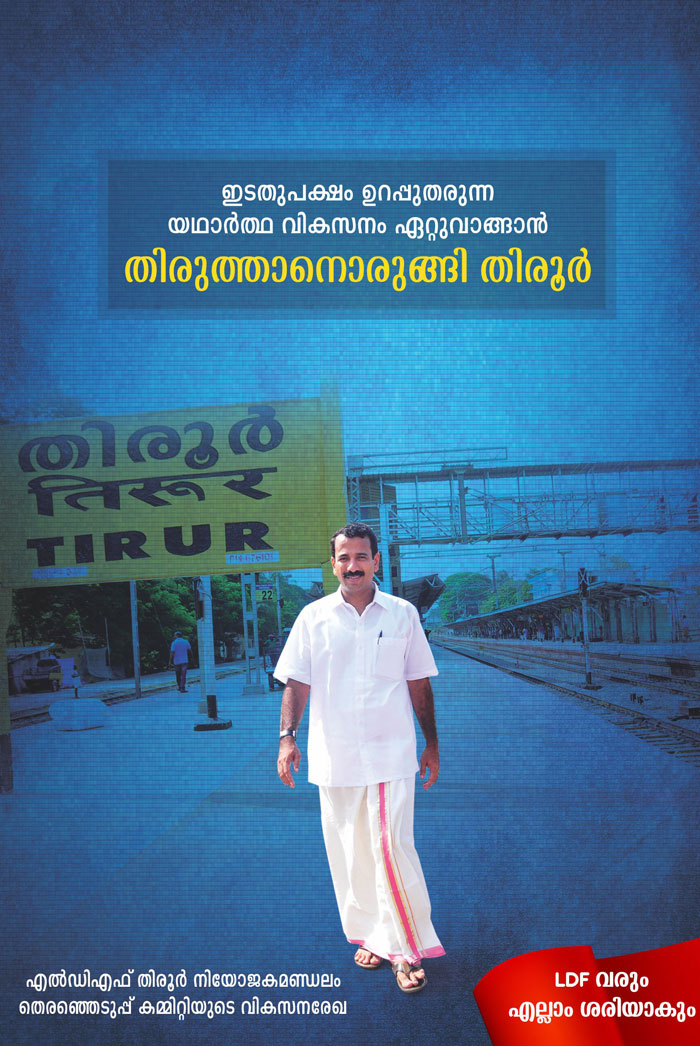 ഇടതുപക്ഷം ഉറപ്പുതരുന്ന
യഥാർത്ഥ വികസനം ഏറ്റുവാങ്ങാൻ
തിരുത്താനൊരുങ്ങി തിരൂർ
തിരൂർ
तिरूर
TIRUR
22
എൽഡിഎഫ് തിരൂർ നിയോജകമണ്ഡലം
തെരഞ്ഞെടുപ്പ് കമ്മിറ്റിയുടെ വികസനരേഖ
LDF വരും
എല്ലാം ശരിയാകും